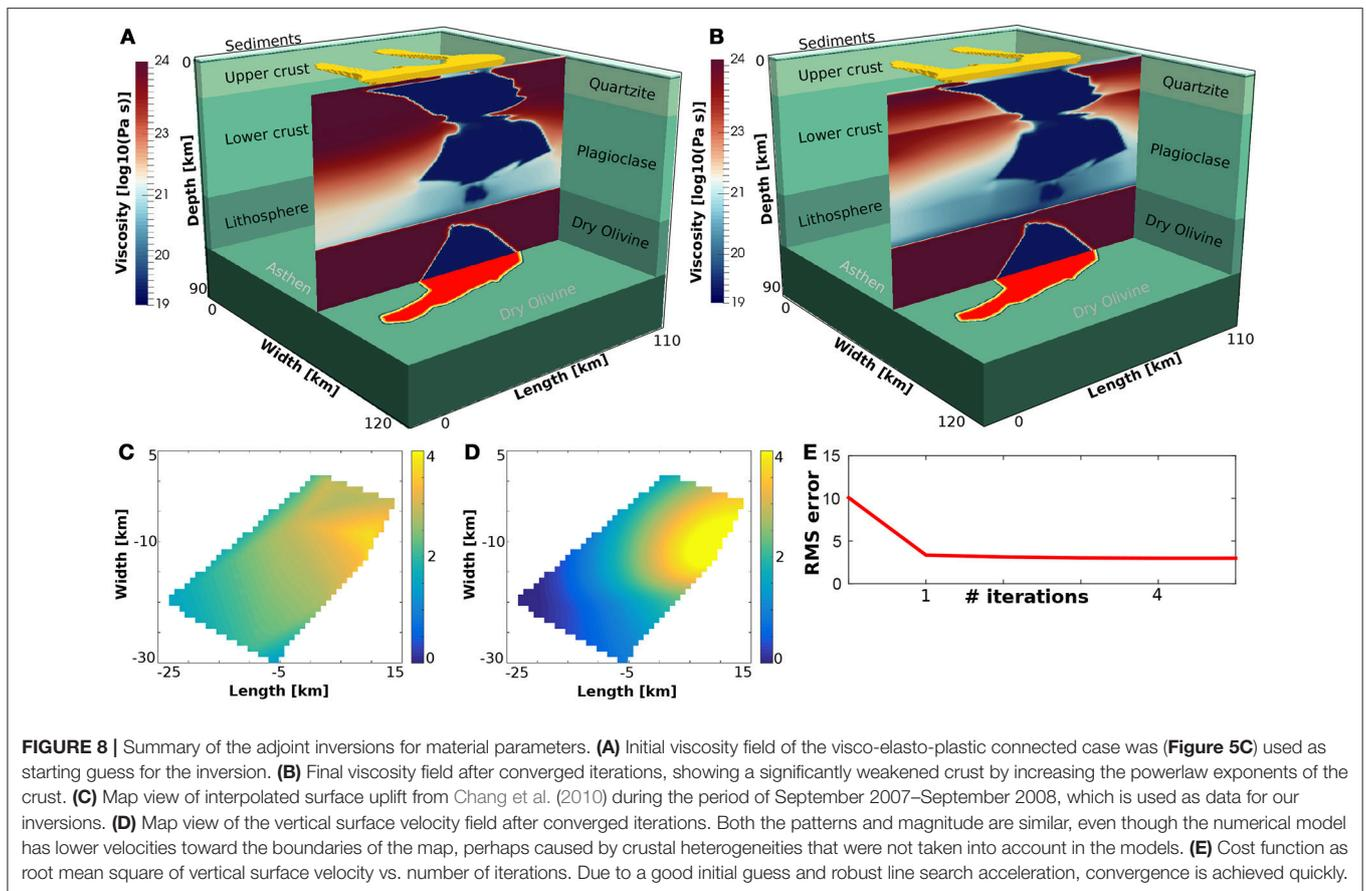 A
Viscosity [log10(Pa s)]
24
23
21
20
19
Depth [km]
0
90
Sediments
Upper crust
Lower crust
Lithosphere
Asthen
Quartzite
Plagioclase
Dry Olivine
Dry Olivine
0
Width [km]
120
0
Length [km]
110
B
Viscosity [log10(Pa s)]
24
23
21
20
19
Depth [km]
0
90
Sediments
Upper crust
Lower crust
Lithosphere
Asthen
Quartzite
Plagioclase
Dry Olivine
Dry Olivine
0
Width [km]
120
0
Length [km]
110
C
Width [km]
5
-10
-30
-25
-5
15
Length [km]
4
2
0
D
Width [km]
5
-10
-30
-25
-5
15
Length [km]
4
2
0
E
RMS error
15
10
5
0
1
# iterations
4
FIGURE 8 | Summary of the adjoint inversions for material parameters. (A) Initial viscosity field of the visco-elasto-plastic connected case was (Figure 5C) used as
starting guess for the inversion. (B) Final viscosity field after converged iterations, showing a significantly weakened crust by increasing the powerlaw exponents of the
crust. (C) Map view of interpolated surface uplift from Chang et al. (2010) during the period of September 2007–September 2008, which is used as data for our
inversions. (D) Map view of the vertical surface velocity field after converged iterations. Both the patterns and magnitude are similar, even though the numerical model
has lower velocities toward the boundaries of the map, perhaps caused by crustal heterogeneities that were not taken into account in the models. (E) Cost function as
root mean square of vertical surface velocity vs. number of iterations. Due to a good initial guess and robust line search acceleration, convergence is achieved quickly.